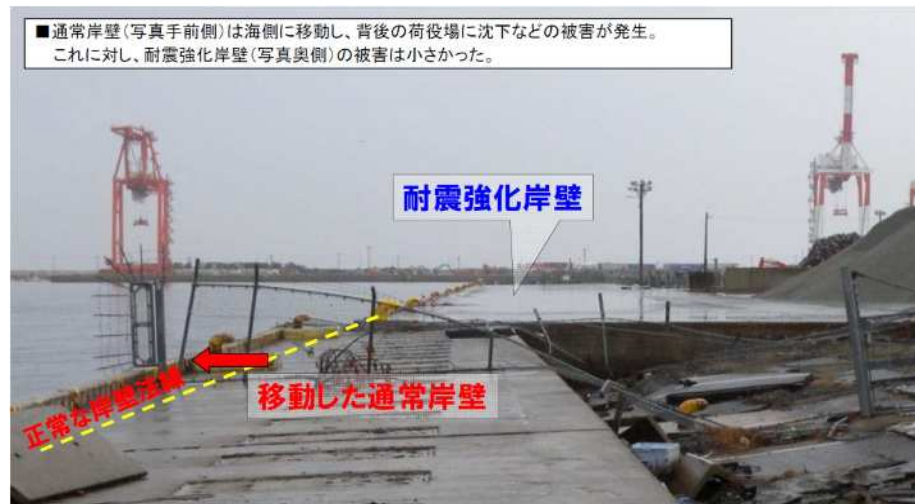 ■通常岸壁(写真手前側)は海側に移動し、背後の荷役場に沈下などの被害が発生。
これに対し、耐震強化岸壁(写真奥側)の被害は小さかった。
耐震強化岸壁
移動した通常岸壁
正常な岸壁法線